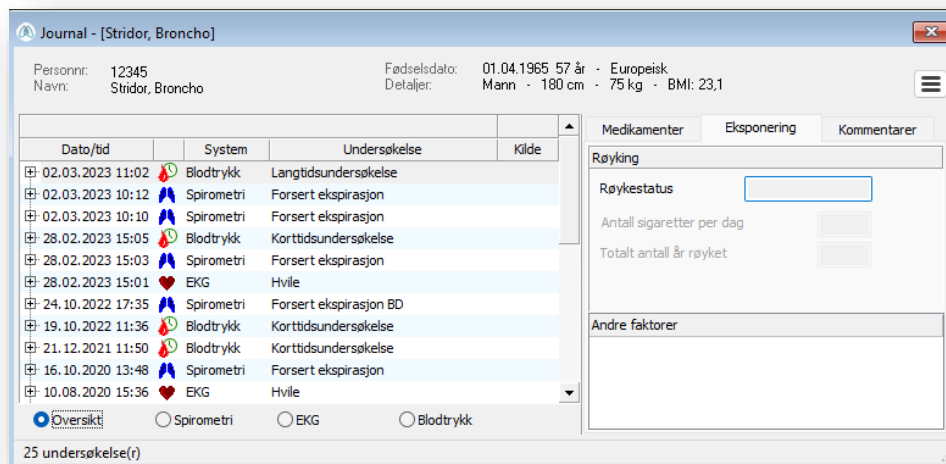 Journal - [Stridor, Broncho]
Personnr: 12345 Fødselsdato: 01.04.1965 57 år - Europeisk
Navn: Stridor, Broncho Detaljer: Mann - 180 cm - 75 kg - BMI: 23,1
Dato/tid System Undersøkelse Kilde
02.03.2023 11:02 Blodtrykk Langtidsundersøkelse
02.03.2023 10:12 Spirometri Forsert ekspirasjon
02.03.2023 10:10 Spirometri Forsert ekspirasjon
28.02.2023 15:05 Blodtrykk Korttidsundersøkelse
28.02.2023 15:03 Spirometri Forsert ekspirasjon
28.02.2023 15:01 EKG Hvile
24.10.2022 17:35 Spirometri Forsert ekspirasjon BD
19.10.2022 11:36 Blodtrykk Korttidsundersøkelse
21.12.2021 11:50 Blodtrykk Korttidsundersøkelse
16.10.2020 13:48 Spirometri Forsert ekspirasjon
10.08.2020 15:36 EKG Hvile
Oversikt Spirometri EKG Blodtrykk
Medikamenter Eksponering Kommentarer
Røyking
Røykestatus
Antall sigaretter per dag
Totalt antall år røyket
Andre faktorer
25 undersøkelse(r)